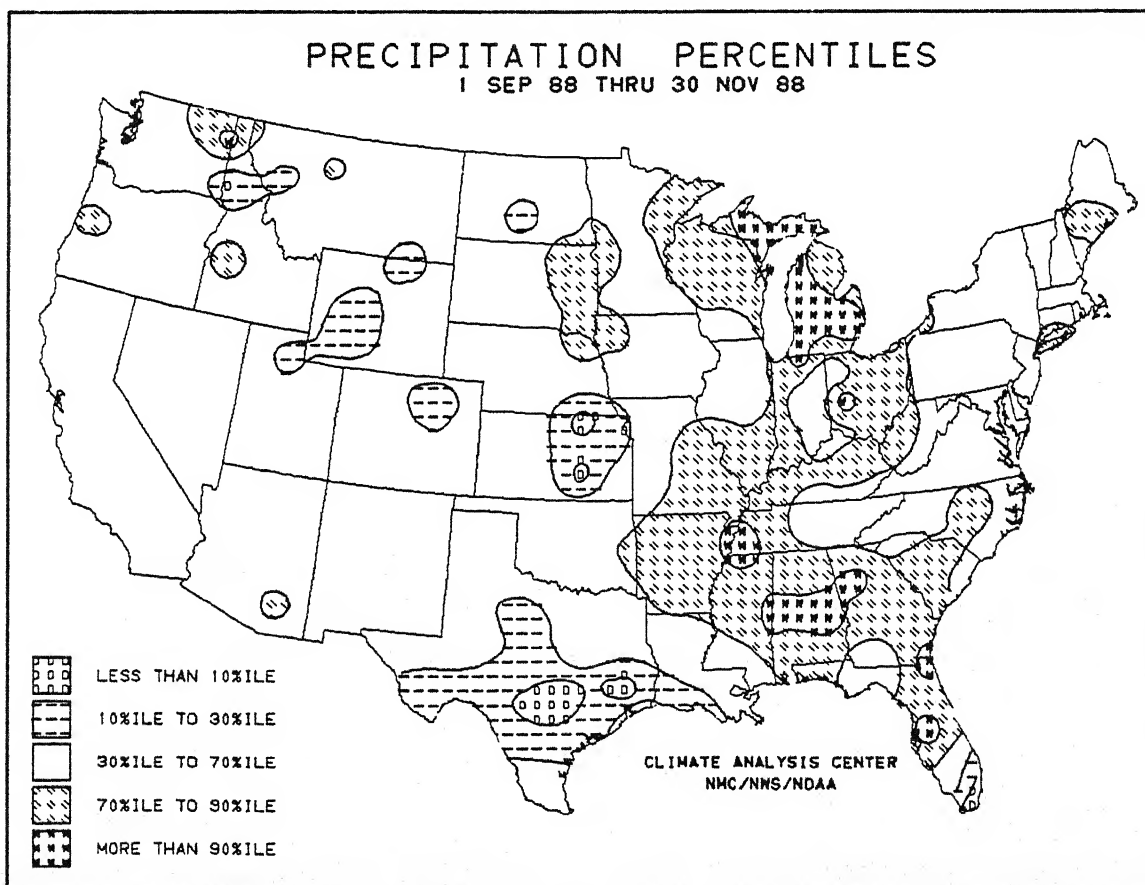 PRECIPITATION PERCENTILES
1 SEP 88 THRU 30 NOV 88
LESS THAN 10%ILE
10%ILE TO 30%ILE
30%ILE TO 70%ILE
70%ILE TO 90%ILE
MORE THAN 90%ILE
CLIMATE ANALYSIS CENTER
NMC/NWS/NOAA